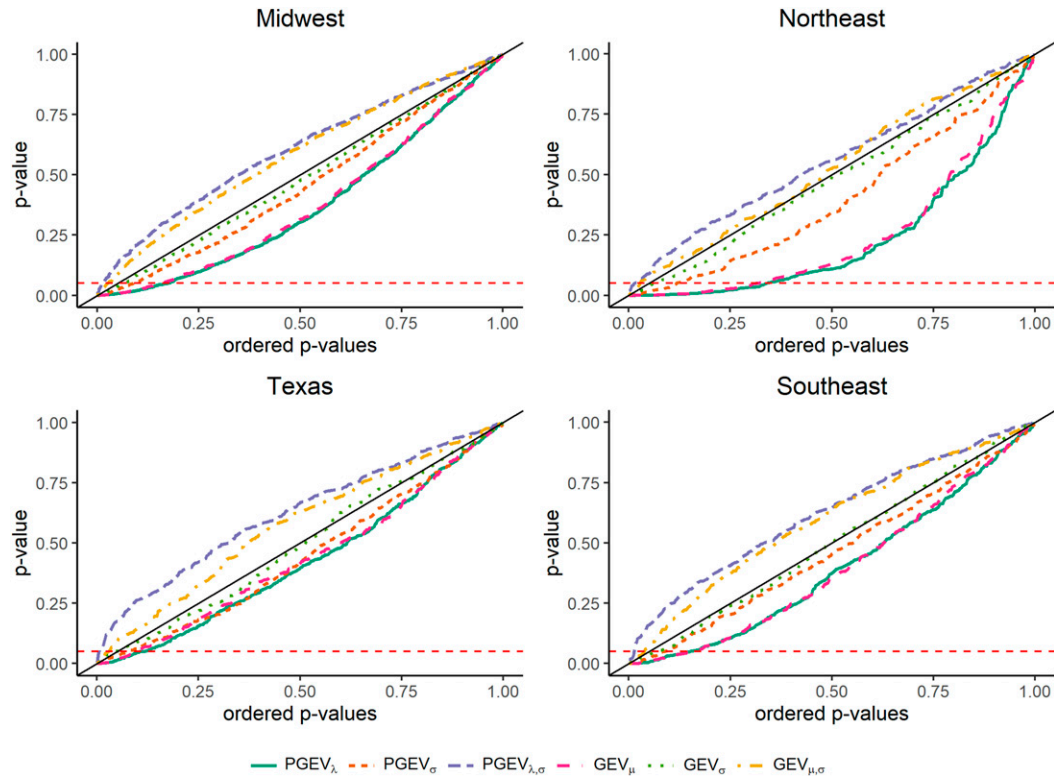 Midwest
Northeast
1.00
0.75
0.50
0.25
0.00
p-value
0.00 0.25 0.50 0.75 1.00
ordered p-values
1.00
0.75
0.50
0.25
0.00
p-value
0.00 0.25 0.50 0.75 1.00
ordered p-values
Texas
Southeast
1.00
0.75
0.50
0.25
0.00
p-value
0.00 0.25 0.50 0.75 1.00
ordered p-values
1.00
0.75
0.50
0.25
0.00
p-value
0.00 0.25 0.50 0.75 1.00
ordered p-values
PGEVλ PGEVσ PGEVλ,σ GEVμ GEVσ GEVμ,σ